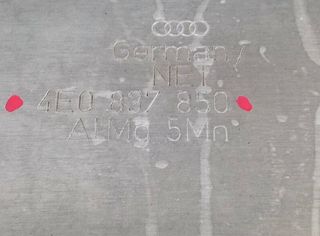 Germany
NET
4E0 837 850
AlMg 5Mn